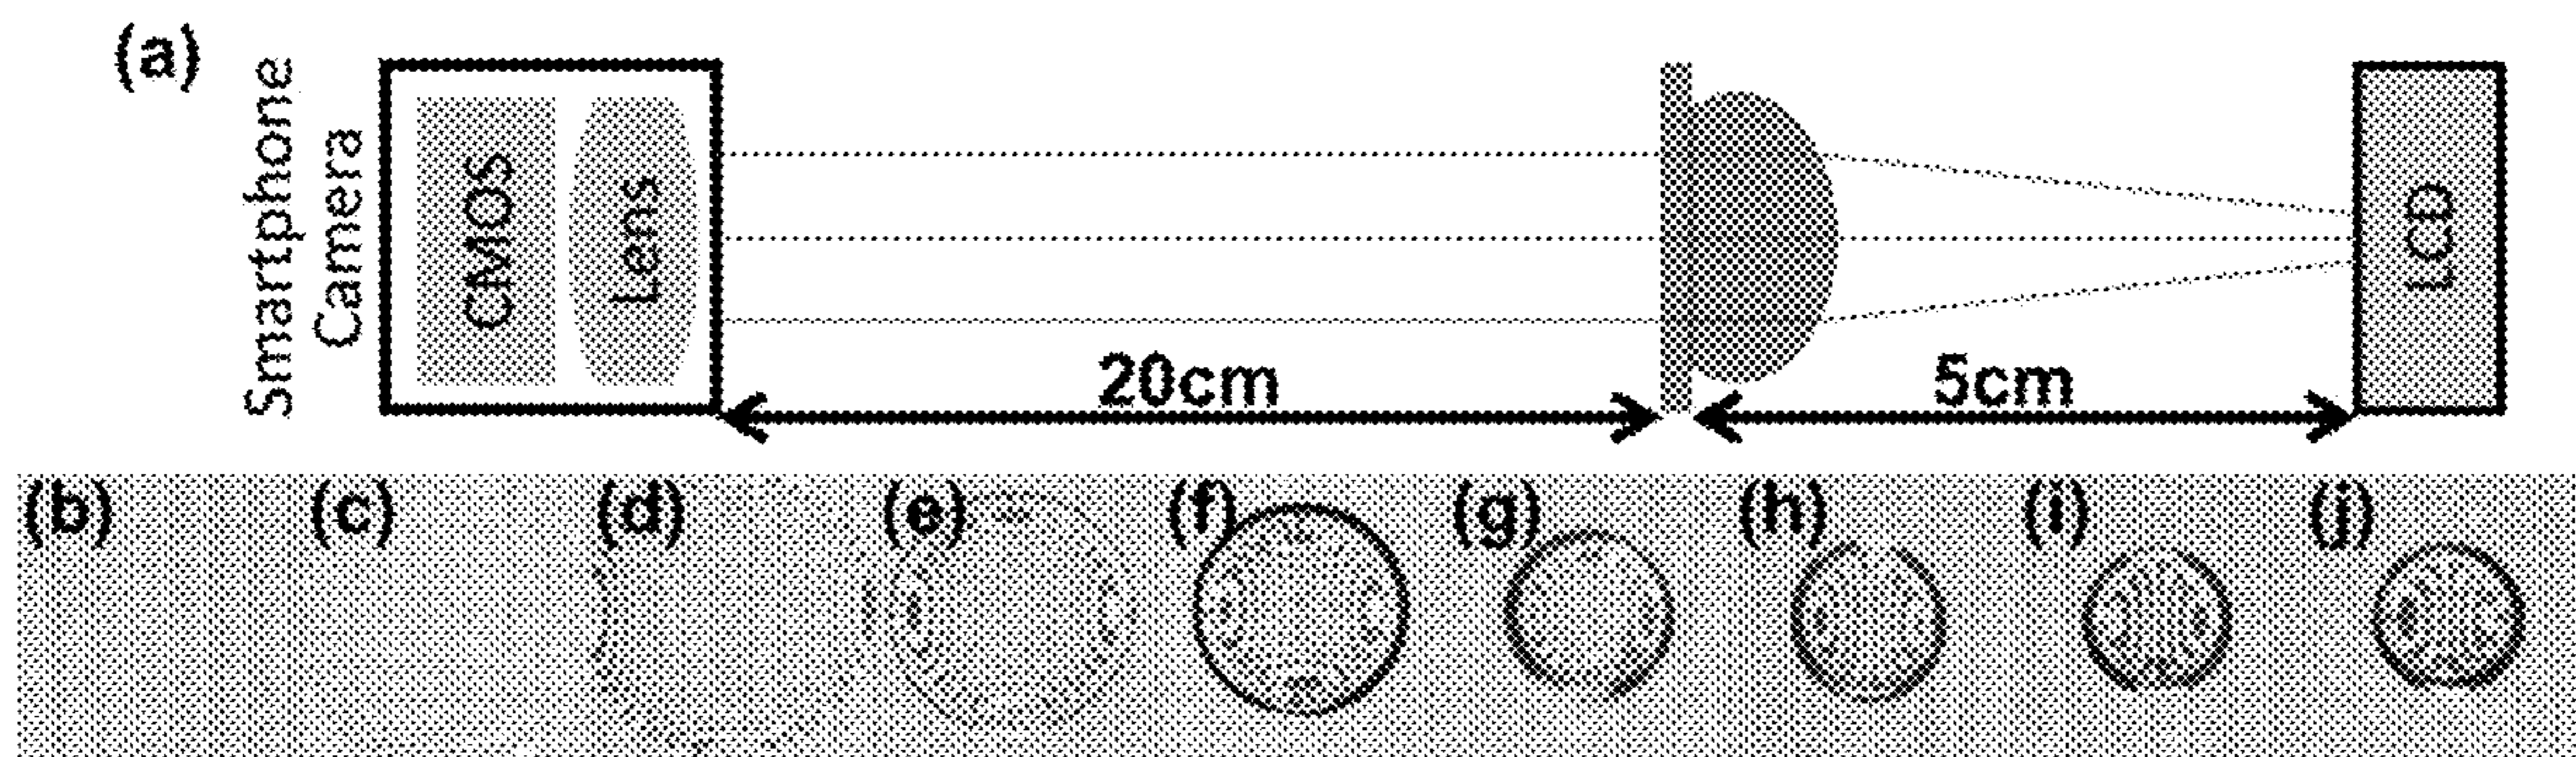 (a)
Smartphone
Camera
CMOS
Lens
LCD
20cm
5cm
(b)
(c)
(d)
(e)
(f)
(g)
(h)
(i)
(j)